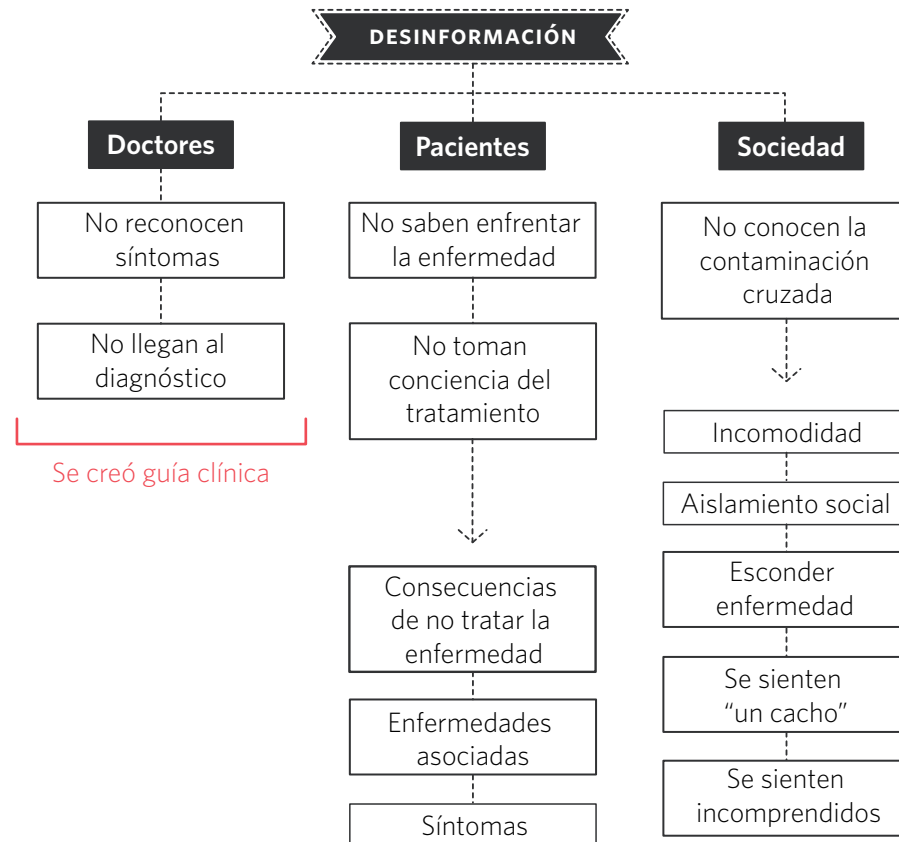 DESINFORMACIÓN
Doctores
No reconocen
síntomas
No llegan al
diagnóstico
Se creó guía clínica
Pacientes
No saben enfrentar
la enfermedad
No toman
conciencia del
tratamiento
Consecuencias
de no tratar la
enfermedad
Enfermedades
asociadas
Síntomas
Sociedad
No conocen la
contaminación
cruzada
Incomodidad
Aislamiento social
Esconder
enfermedad
Se sienten
“un cacho”
Se sienten
incomprendidos